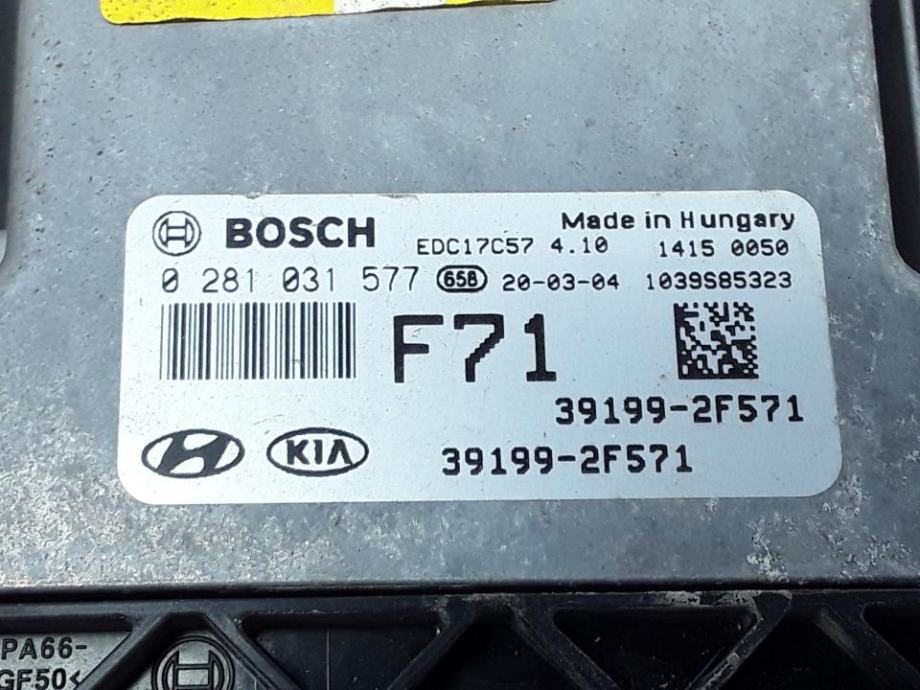 BOSCH
Made in Hungary
EDC17C57 4.10 1415 0050
0 281 031 577 658 20-03-04 1039S85323
F71
39199-2F571
KIA 39199-2F571
PA66-
GF50<